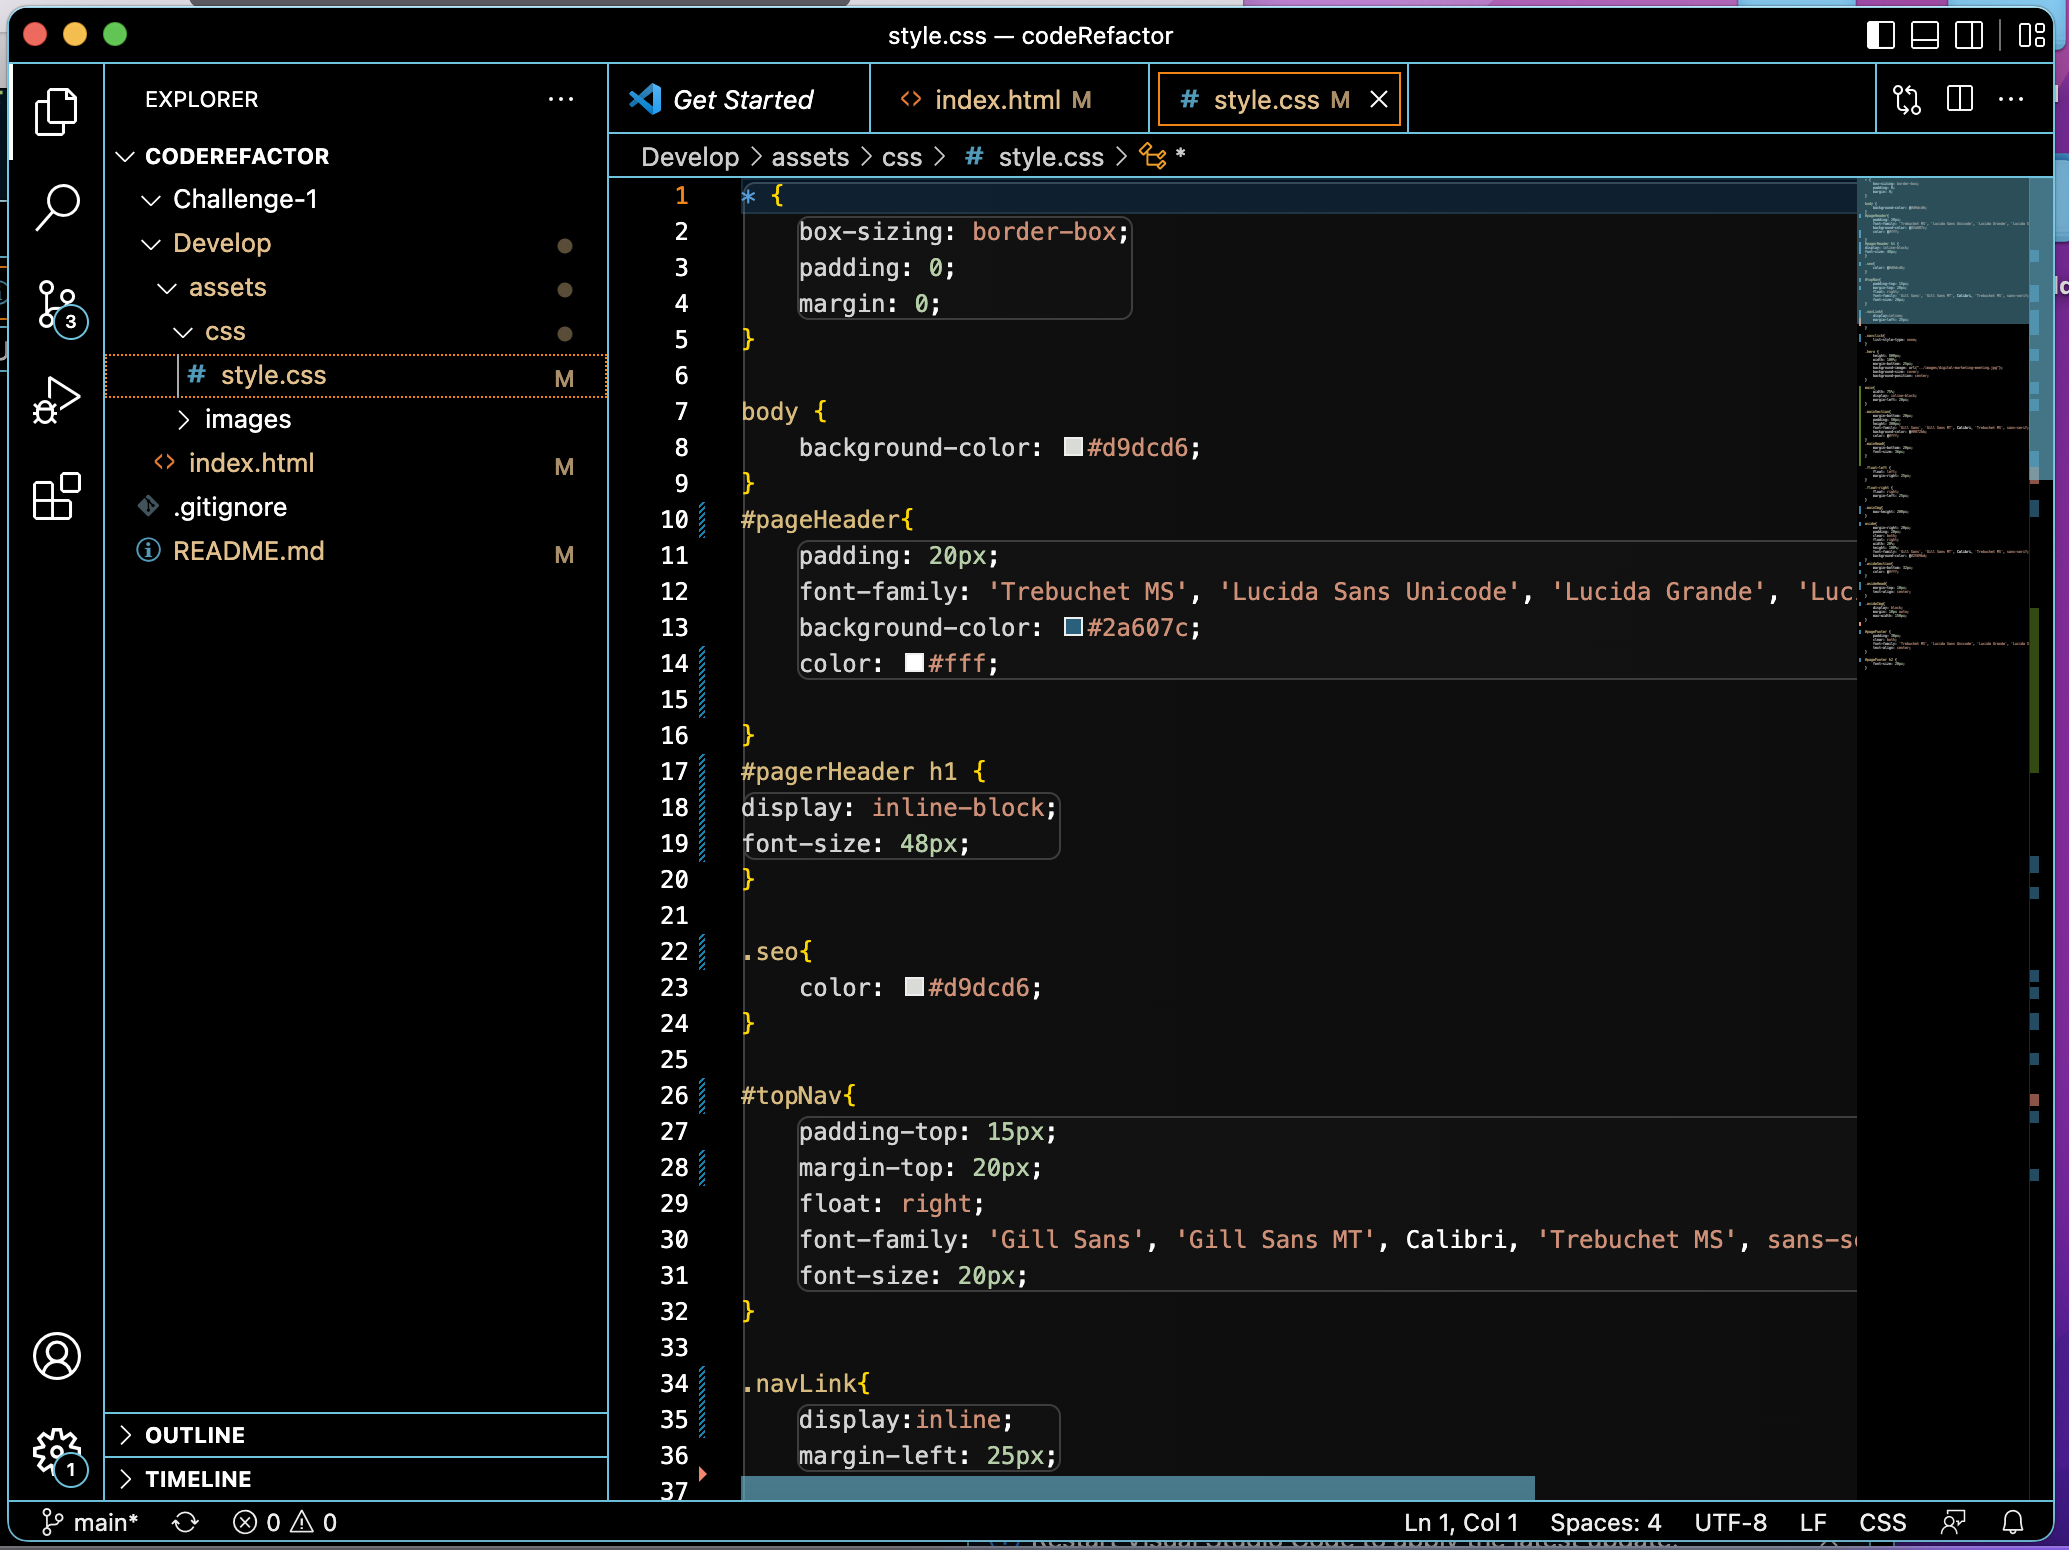 style.css — codeRefactor
EXPLORER
CODEREFACTOR
Challenge-1
Develop
assets
css
# style.css M
images
<> index.html M
.gitignore
README.md M
OUTLINE
TIMELINE
3
1
Get Started
<> index.html M
# style.css M
Develop > assets > css > # style.css > *
1 * {
2 box-sizing: border-box;
3 padding: 0;
4 margin: 0;
5 }
6
7 body {
8 background-color: #d9dcd6;
9 }
10 #pageHeader{
11 padding: 20px;
12 font-family: 'Trebuchet MS', 'Lucida Sans Unicode', 'Lucida Grande', 'Luc
13 background-color: #2a607c;
14 color: #fff;
15
16 }
17 #pagerHeader h1 {
18 display: inline-block;
19 font-size: 48px;
20 }
21
22 .seo{
23 color: #d9dcd6;
24 }
25
26 #topNav{
27 padding-top: 15px;
28 margin-top: 20px;
29 float: right;
30 font-family: 'Gill Sans', 'Gill Sans MT', Calibri, 'Trebuchet MS', sans-s
31 font-size: 20px;
32 }
33
34 .navLink{
35 display:inline;
36 margin-left: 25px;
37
main* 0 0 Ln 1, Col 1 Spaces: 4 UTF-8 LF CSS